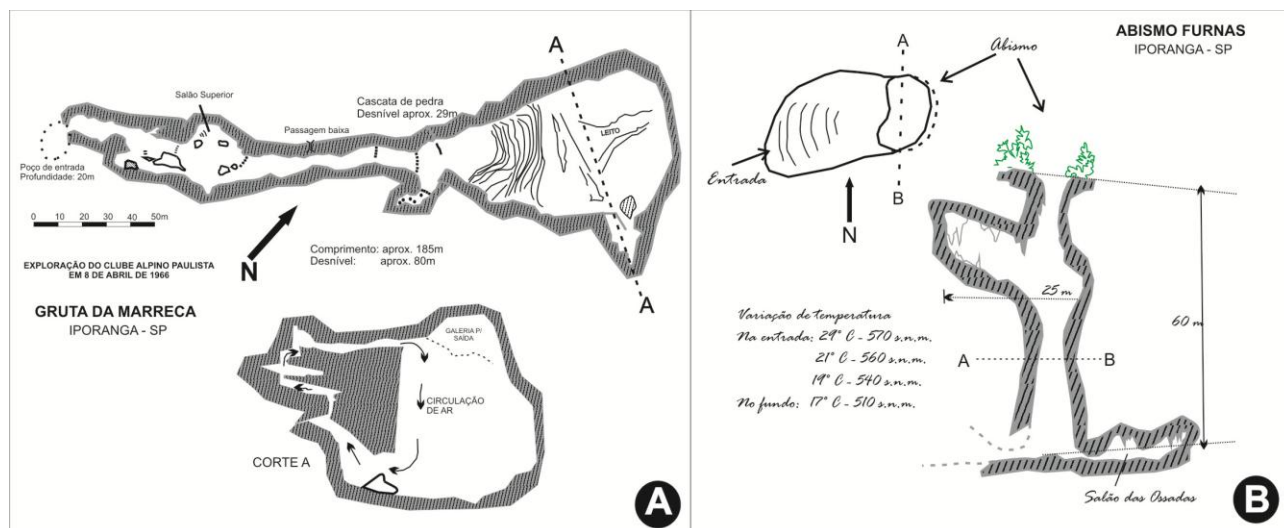 A
Salão Superior
Cascata de pedra
Desnível aprox. 29m
Passagem baixa
LEITO
Poço de entrada
Profundidade: 20m
0 10 20 30 40 50m
N
Comprimento: aprox. 185m
Desnível: aprox. 80m
A
EXPLORAÇÃO DO CLUBE ALPINO PAULISTA
EM 8 DE ABRIL DE 1966
GRUTA DA MARRECA
IPORANGA - SP
GALERIA P/
SAÍDA
CIRCULAÇÃO
DE AR
CORTE A
A
ABISMO FURNAS
IPORANGA - SP
A
Abismo
Entrada
B
N
25 m
60 m
Variação de temperatura
Na entrada: 29° C - 570 s.n.m.
21° C - 560 s.n.m.
19° C - 540 s.n.m.
No fundo: 17° C - 510 s.n.m.
A B
Salão das Ossadas
B